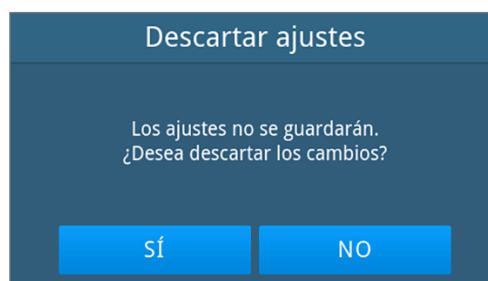 Descartar ajustes
Los ajustes no se guardarán.
¿Desea descartar los cambios?
SÍ
NO